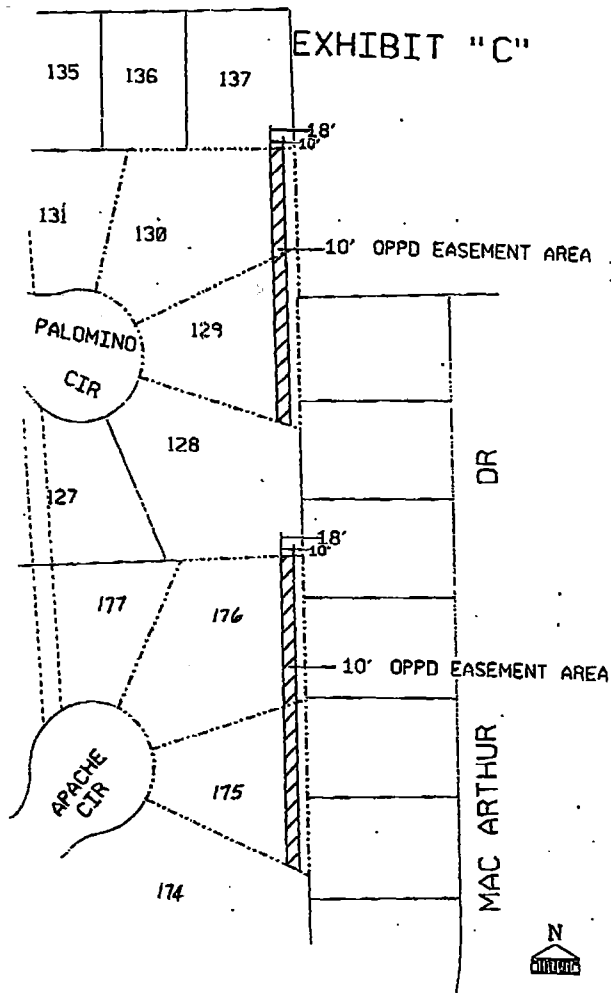 EXHIBIT "C"
135
136
137
18'
10'
131
130
10' OPPD EASEMENT AREA
129
PALOMINO
CIR
128
DR
127
18'
10'
177
176
10' OPPD EASEMENT AREA
MAC ARTHUR
APACHE
CIR
175
174
N